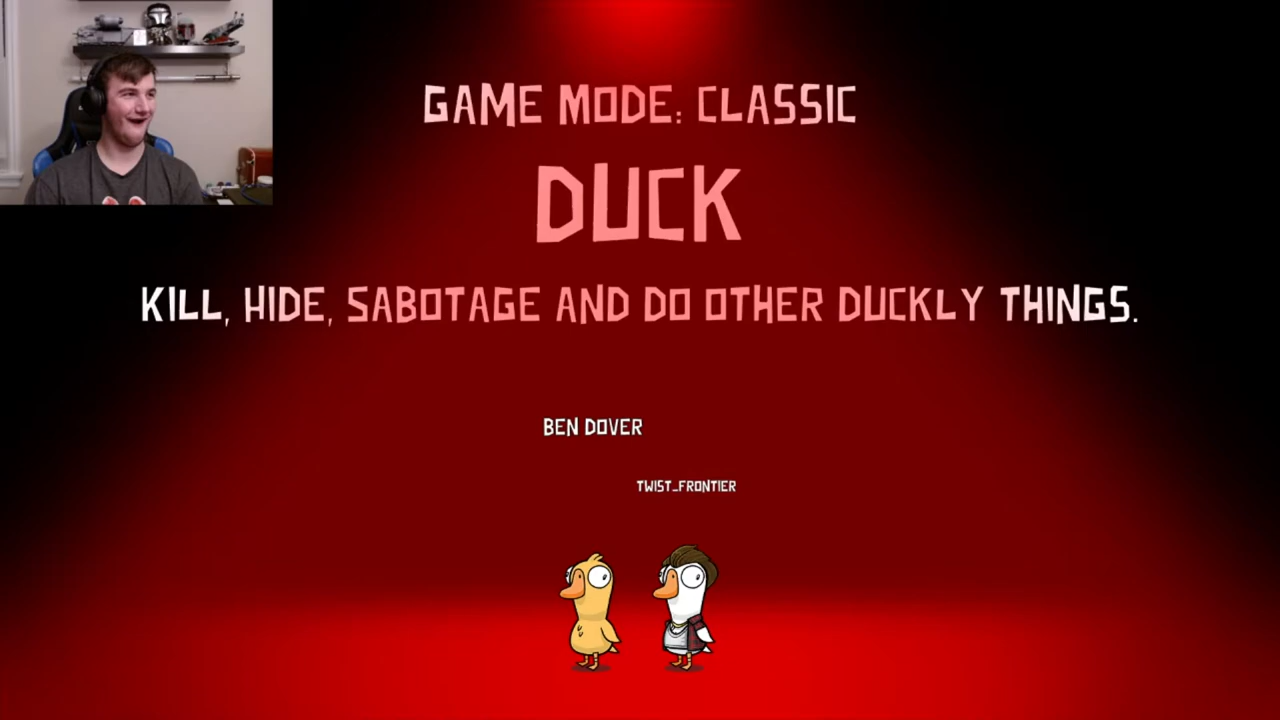 GAME MODE: CLASSIC
DUCK
KILL, HIDE, SABOTAGE AND DO OTHER DUCKLY THINGS.
BEN DOVER
TWIST_FRONTIER